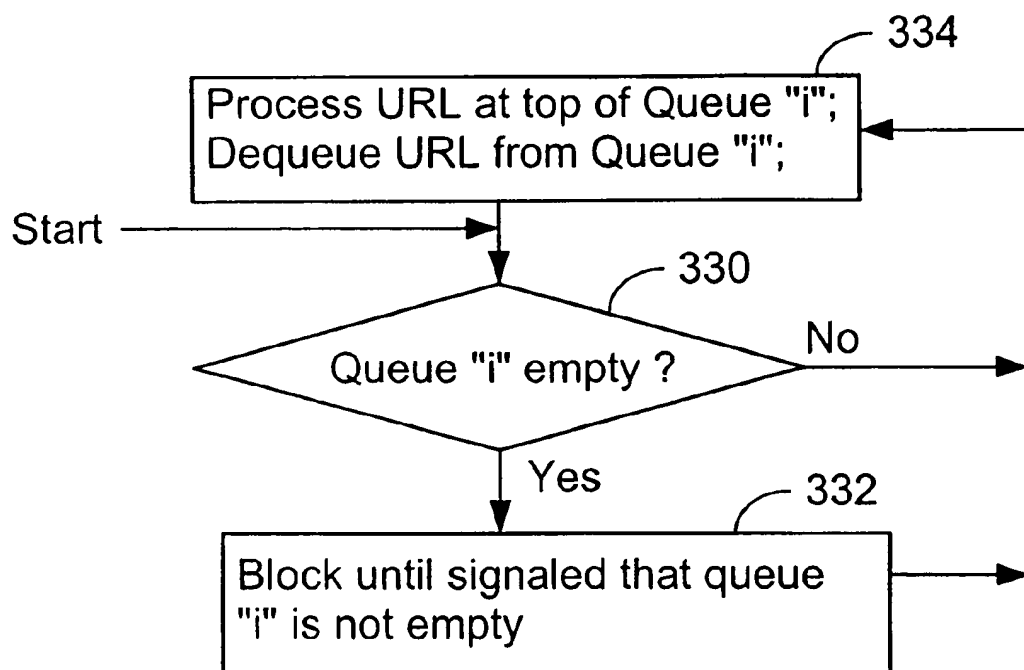 334
Process URL at top of Queue "i";
Dequeue URL from Queue "i";
Start
330
Queue "i" empty ?
No
Yes
332
Block until signaled that queue
"i" is not empty